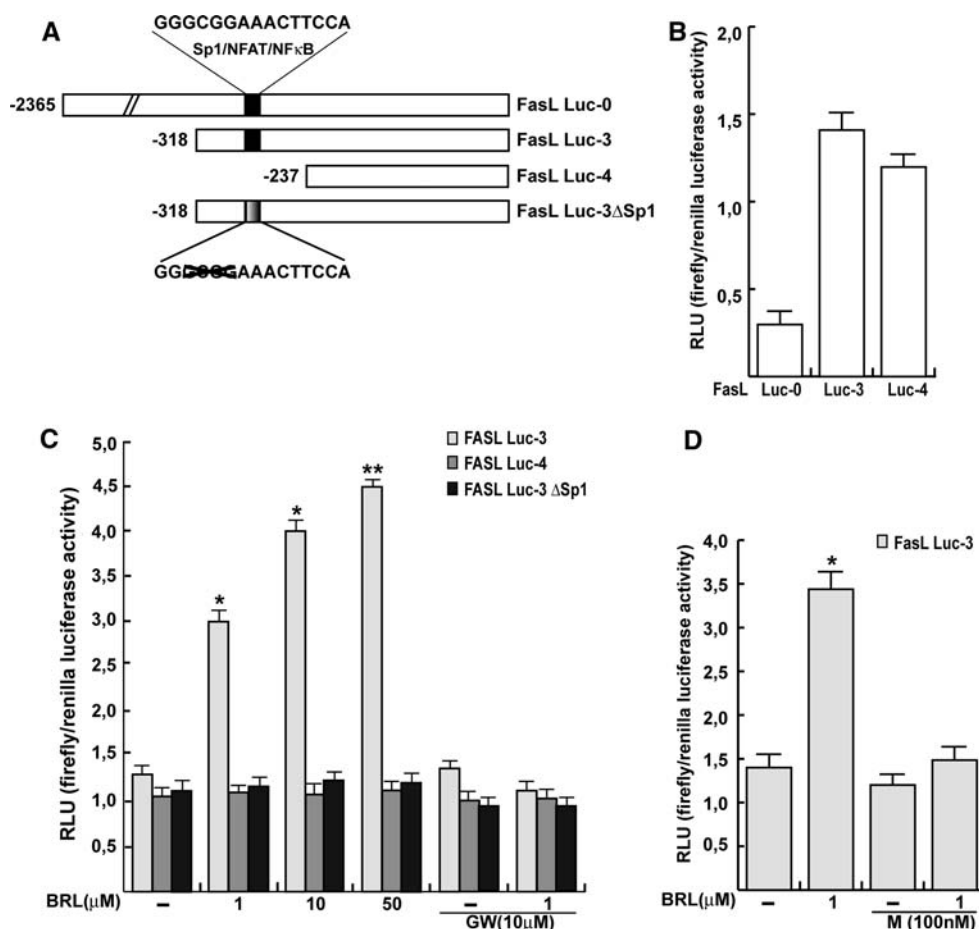 A
GGGCGGAAACTTCCA
Sp1/NFAT/NFκB
-2365
FasL Luc-0
-318
FasL Luc-3
-237
FasL Luc-4
-318
FasL Luc-3ΔSp1
GGGCGGAAACTTCCA
B
RLU (firefly/renilla luciferase activity)
2,0
1,5
1,0
0,5
FasL Luc-0 Luc-3 Luc-4
C
FASL Luc-3
FASL Luc-4
FASL Luc-3 ΔSp1
RLU (firefly/renilla luciferase activity)
5,0
4,5
4,0
3,5
3,0
2,5
2,0
1,5
1,0
0,5
* * **
BRL(μM) – 1 10 50 – 1
GW(10μM)
D
FasL Luc-3
RLU (firefly/renilla luciferase activity)
4,0
3,5
3,0
2,5
2,0
1,5
1,0
0,5
*
BRL(μM) – 1 – 1
M (100nM)